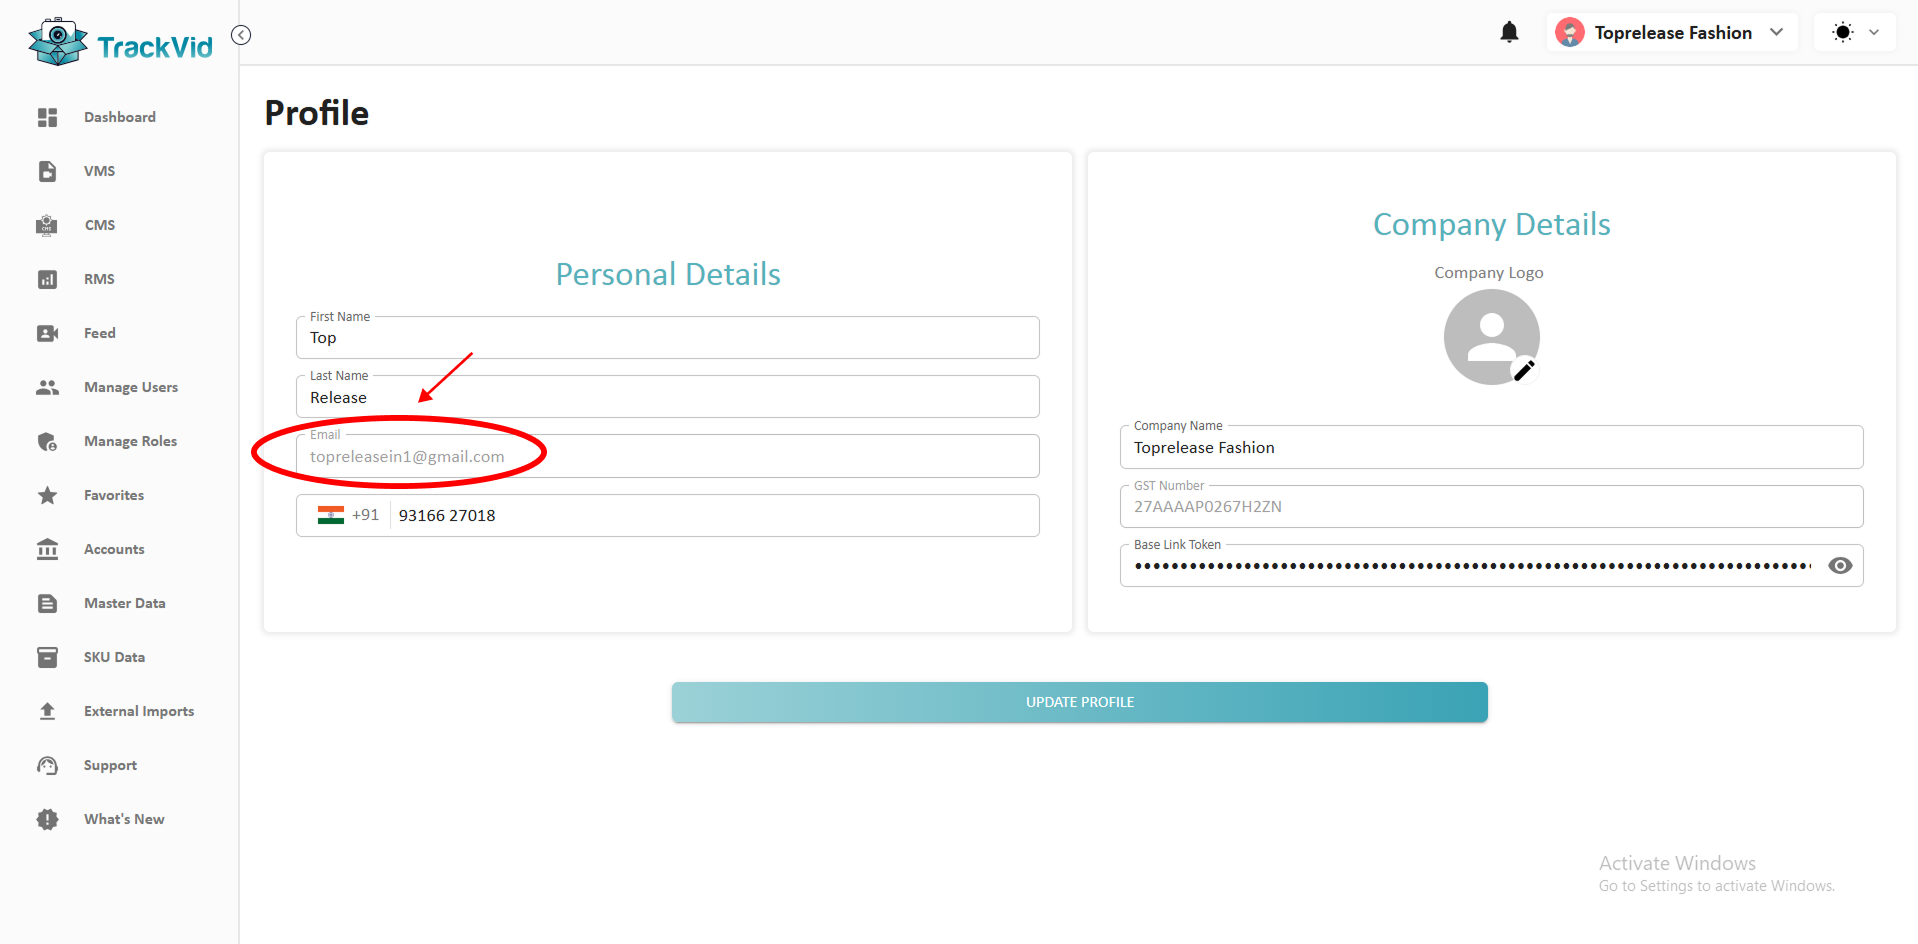 TrackVid
Toprelease Fashion
Dashboard
VMS
CMS
RMS
Feed
Manage Users
Manage Roles
Favorites
Accounts
Master Data
SKU Data
External Imports
Support
What's New
Profile
Personal Details
First Name
Top
Last Name
Release
Email
topreleasein1@gmail.com
+91 93166 27018
Company Details
Company Logo
Company Name
Toprelease Fashion
GST Number
27AAAAP0267H2ZN
Base Link Token
UPDATE PROFILE
Activate Windows
Go to Settings to activate Windows.